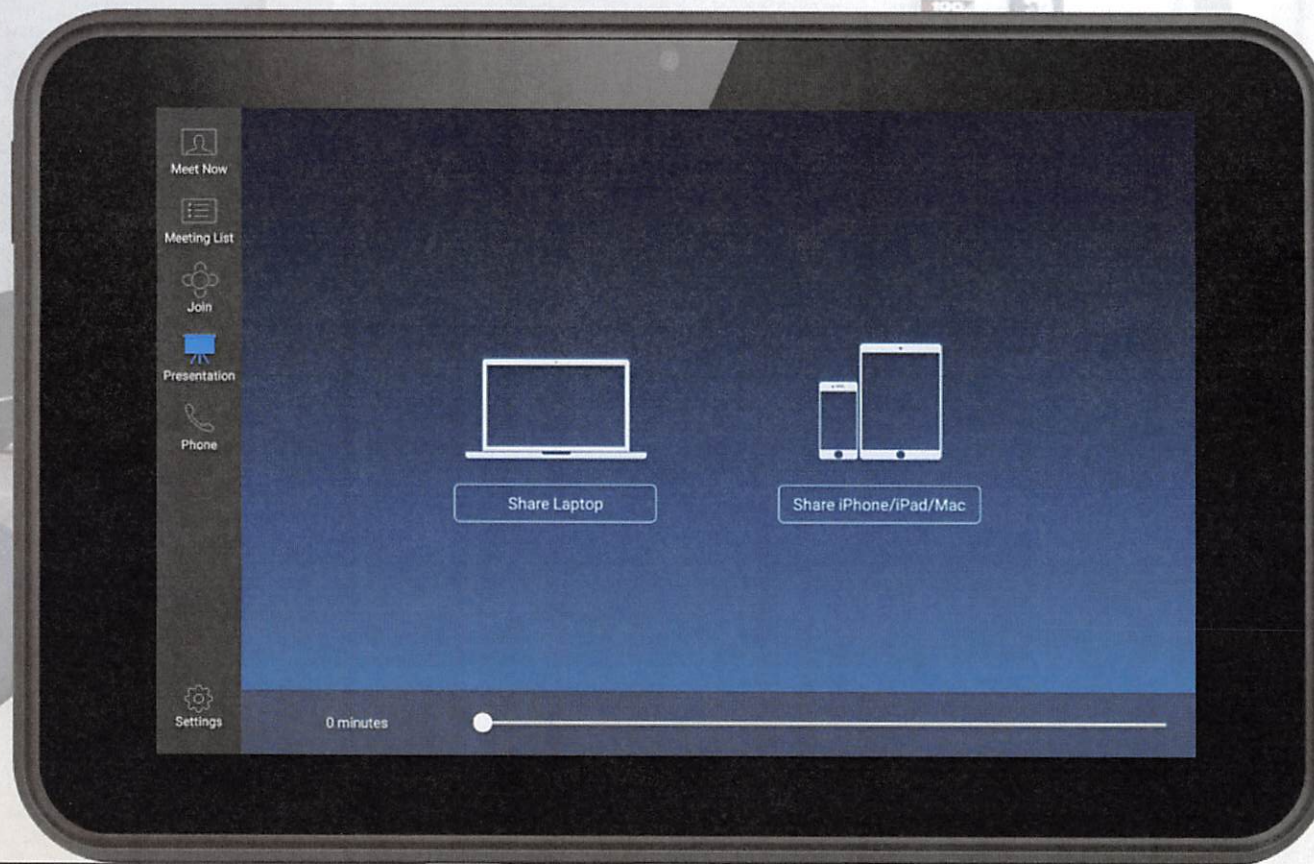 Meet Now
Meeting List
Join
Presentation
Phone
Settings
Share Laptop
Share iPhone/iPad/Mac
0 minutes